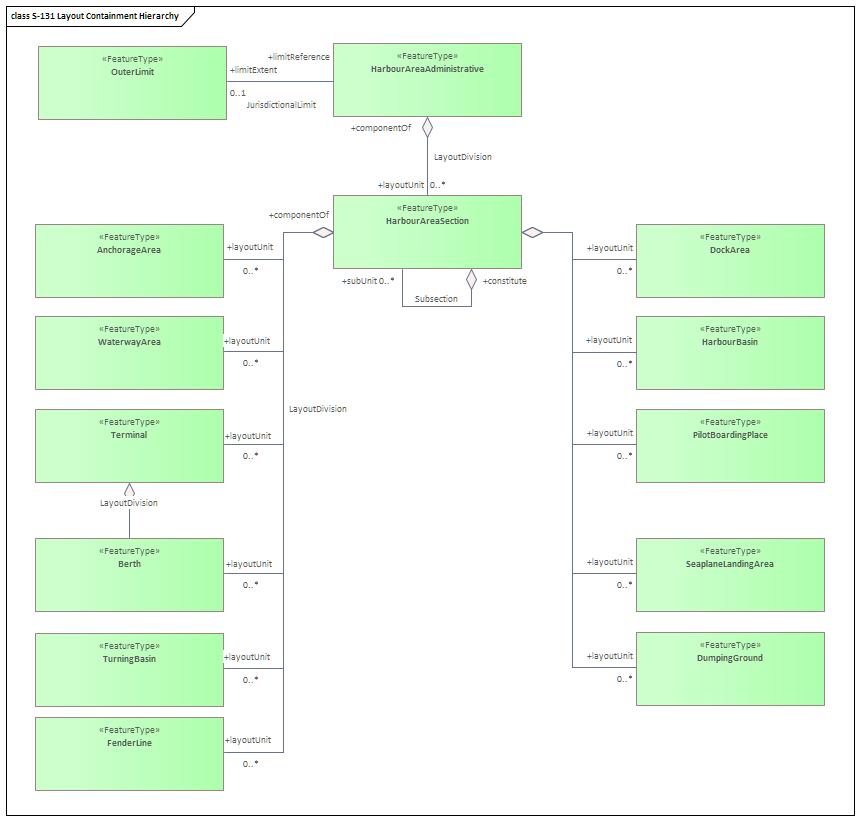 class S-131 Layout Containment Hierarchy
«FeatureType»
OuterLimit
+limitExtent
0..1
+limitReference
JurisdictionalLimit
«FeatureType»
HarbourAreaAdministrative
+componentOf
LayoutDivision
+layoutUnit 0..*
«FeatureType»
HarbourAreaSection
+componentOf
+subUnit 0..*
+constitute
Subsection
«FeatureType»
AnchorageArea
+layoutUnit
0..*
«FeatureType»
WaterwayArea
+layoutUnit
0..*
LayoutDivision
«FeatureType»
Terminal
+layoutUnit
0..*
LayoutDivision
«FeatureType»
Berth
+layoutUnit
0..*
«FeatureType»
TurningBasin
+layoutUnit
0..*
«FeatureType»
FenderLine
+layoutUnit
0..*
+layoutUnit
0..*
«FeatureType»
DockArea
+layoutUnit
0..*
«FeatureType»
HarbourBasin
+layoutUnit
0..*
«FeatureType»
PilotBoardingPlace
+layoutUnit
0..*
«FeatureType»
SeaplaneLandingArea
+layoutUnit
0..*
«FeatureType»
DumpingGround